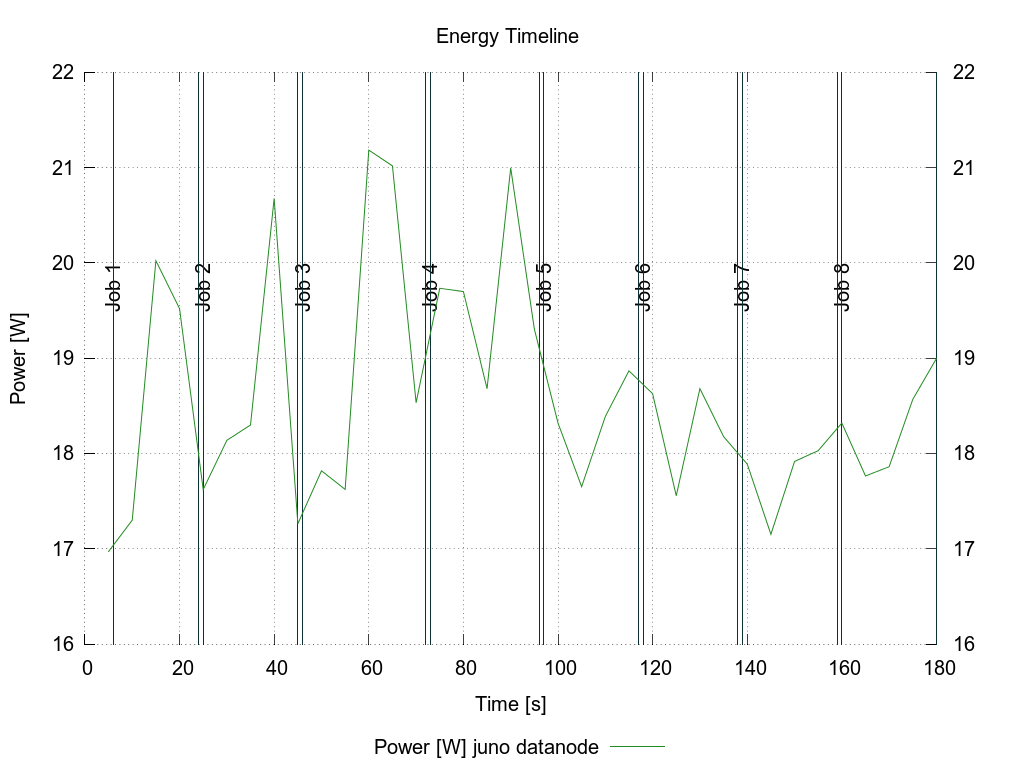 Energy Timeline
22 22
21 21
20 20
Job 1 Job 2 Job 3 Job 4 Job 5 Job 6 Job 7 Job 8
19 19
Power [W]
18 18
17 17
16 16
0 20 40 60 80 100 120 140 160 180
Time [s]
Power [W] juno datanode